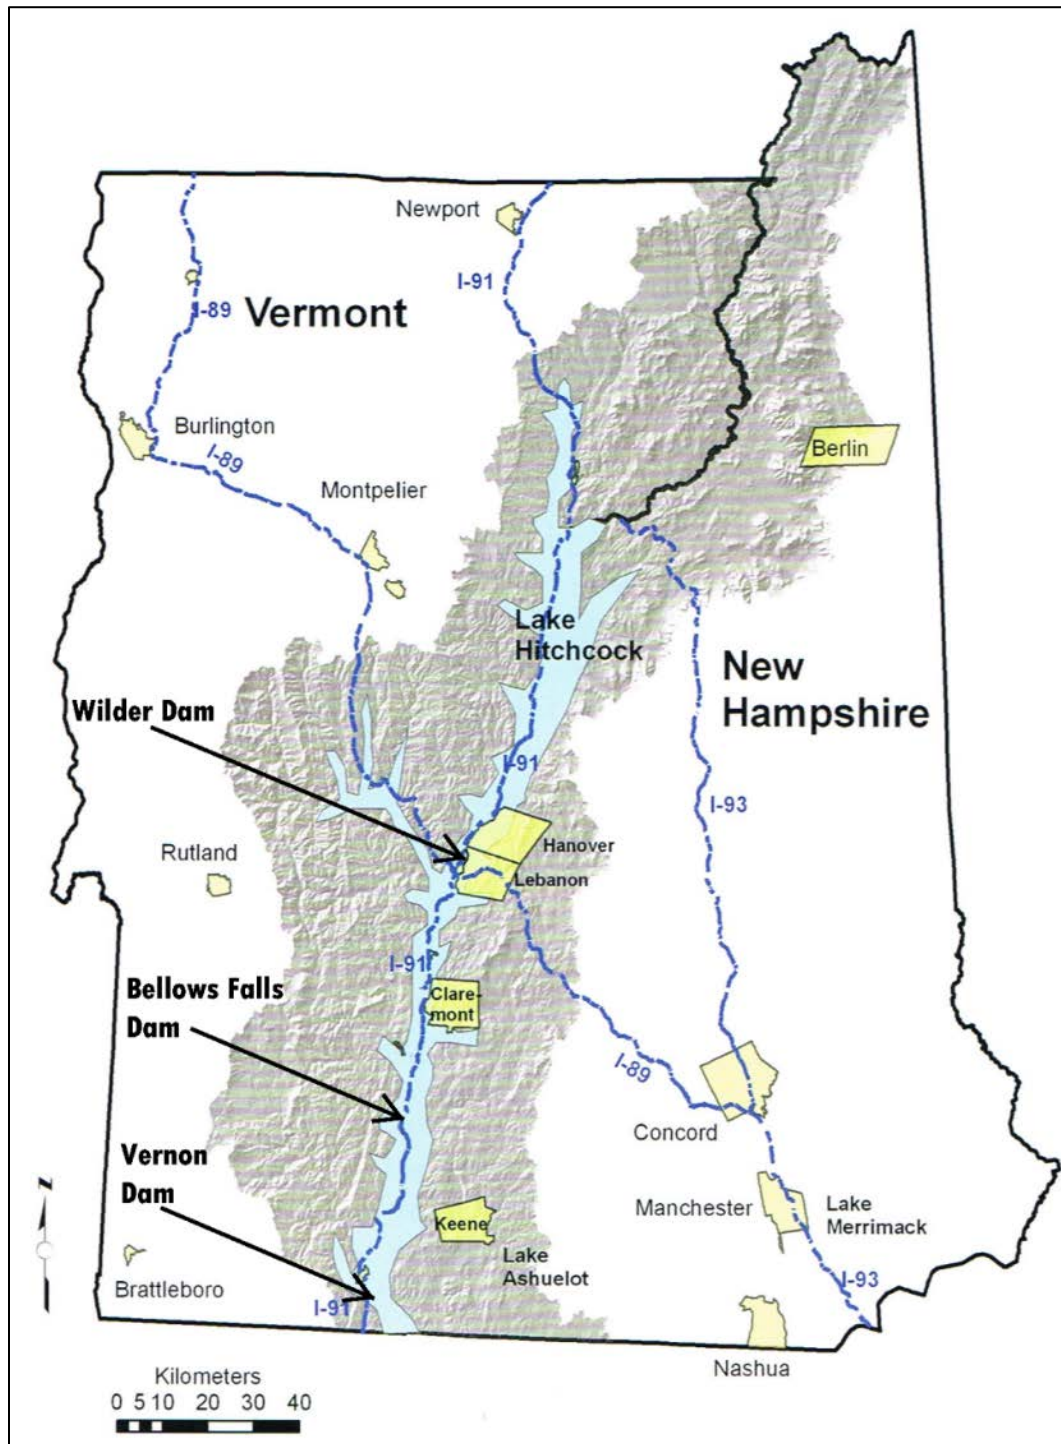 Newport
I-91
I-89
Vermont
Burlington
I-89
Montpelier
Berlin
Lake
Hitchcock
New
Hampshire
Wilder Dam
I-91
I-93
Rutland
Hanover
Lebanon
I-91
Bellows Falls
Dam
Clare-
mont
I-89
Concord
Vernon
Dam
Manchester
Lake
Merrimack
Keene
Lake
Ashuelot
z
Brattleboro
I-91
I-93
Nashua
Kilometers
0 5 10 20 30 40